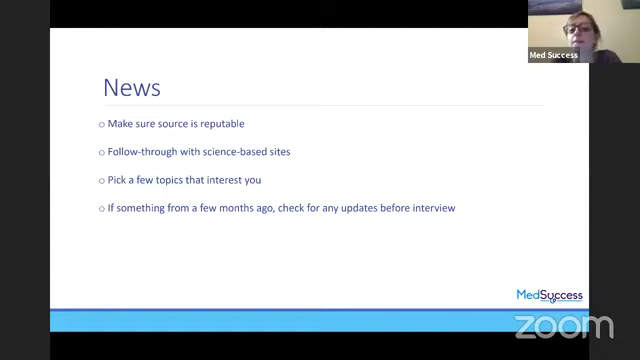 Med Success
News
Make sure source is reputable
Follow-through with science-based sites
Pick a few topics that interest you
If something from a few months ago, check for any updates before interview
MedSuccess
zoom